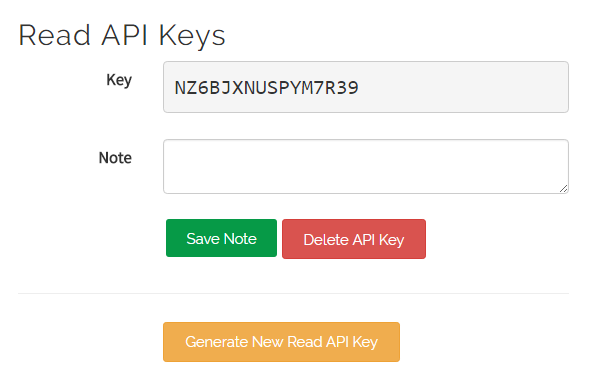 Read API Keys
Key
NZ6BJXNUSPYM7R39
Note
Save Note
Delete API Key
Generate New Read API Key